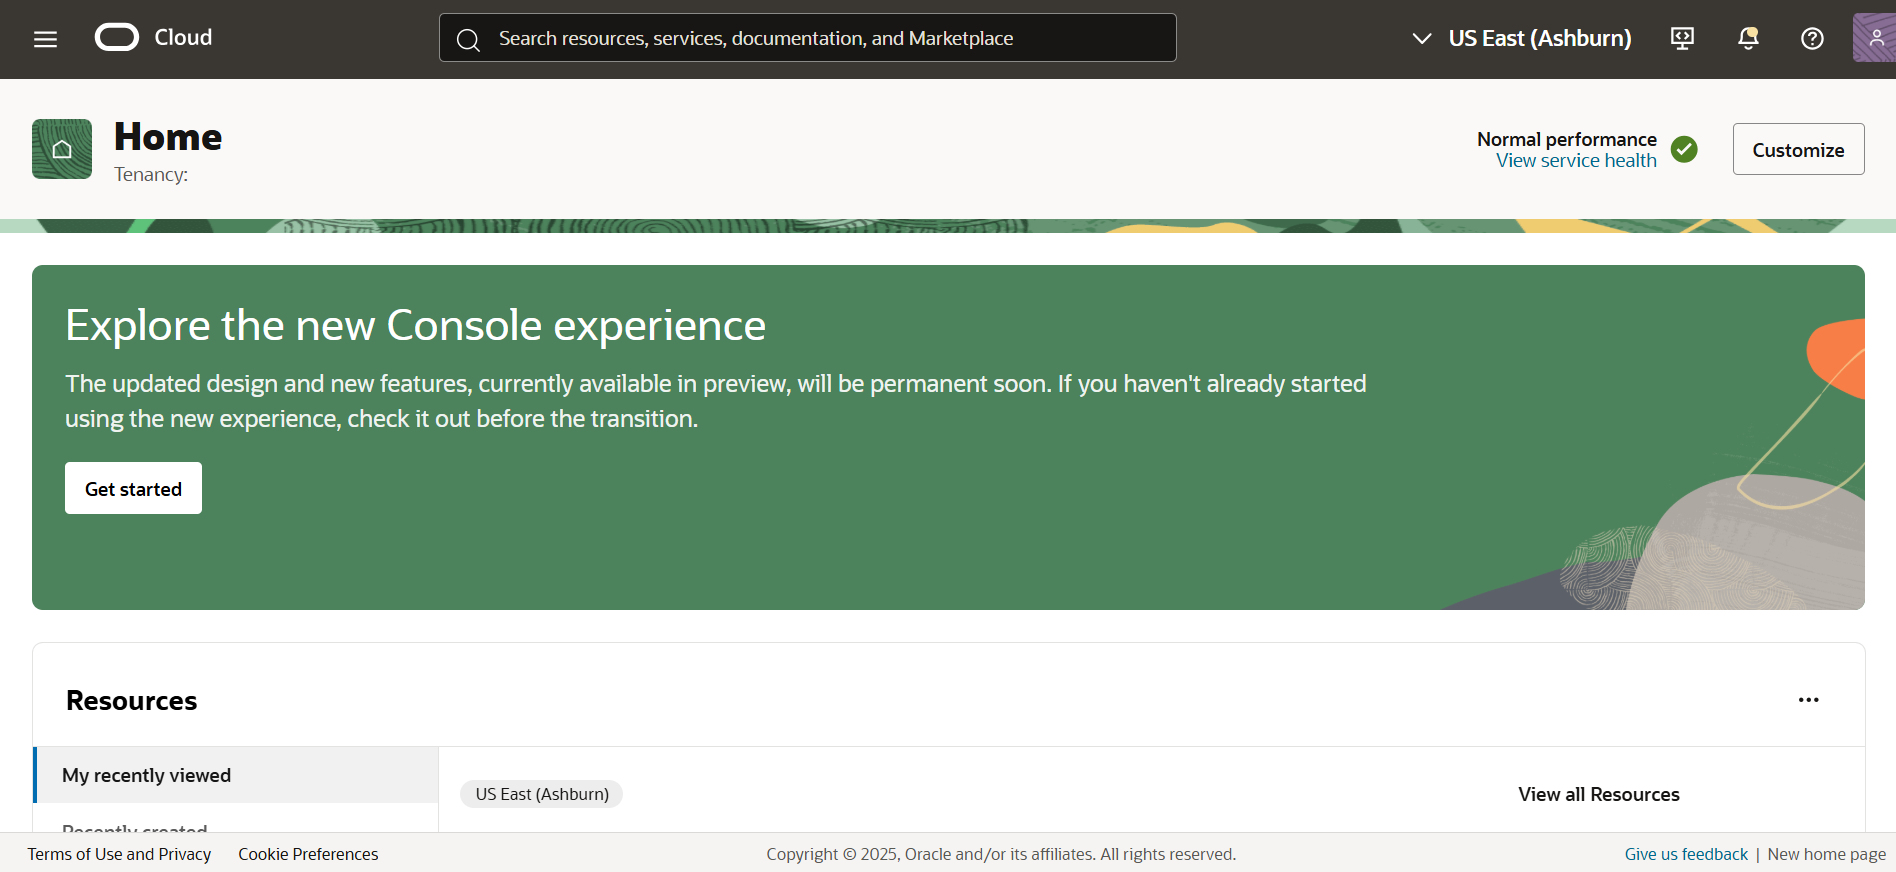 Cloud
Search resources, services, documentation, and Marketplace
US East (Ashburn)
Home
Tenancy:
Normal performance
View service health
Customize
Explore the new Console experience
The updated design and new features, currently available in preview, will be permanent soon. If you haven't already started
using the new experience, check it out before the transition.
Get started
Resources
My recently viewed
US East (Ashburn)
View all Resources
Recently created
Terms of Use and Privacy
Cookie Preferences
Copyright © 2025, Oracle and/or its affiliates. All rights reserved.
Give us feedback | New home page